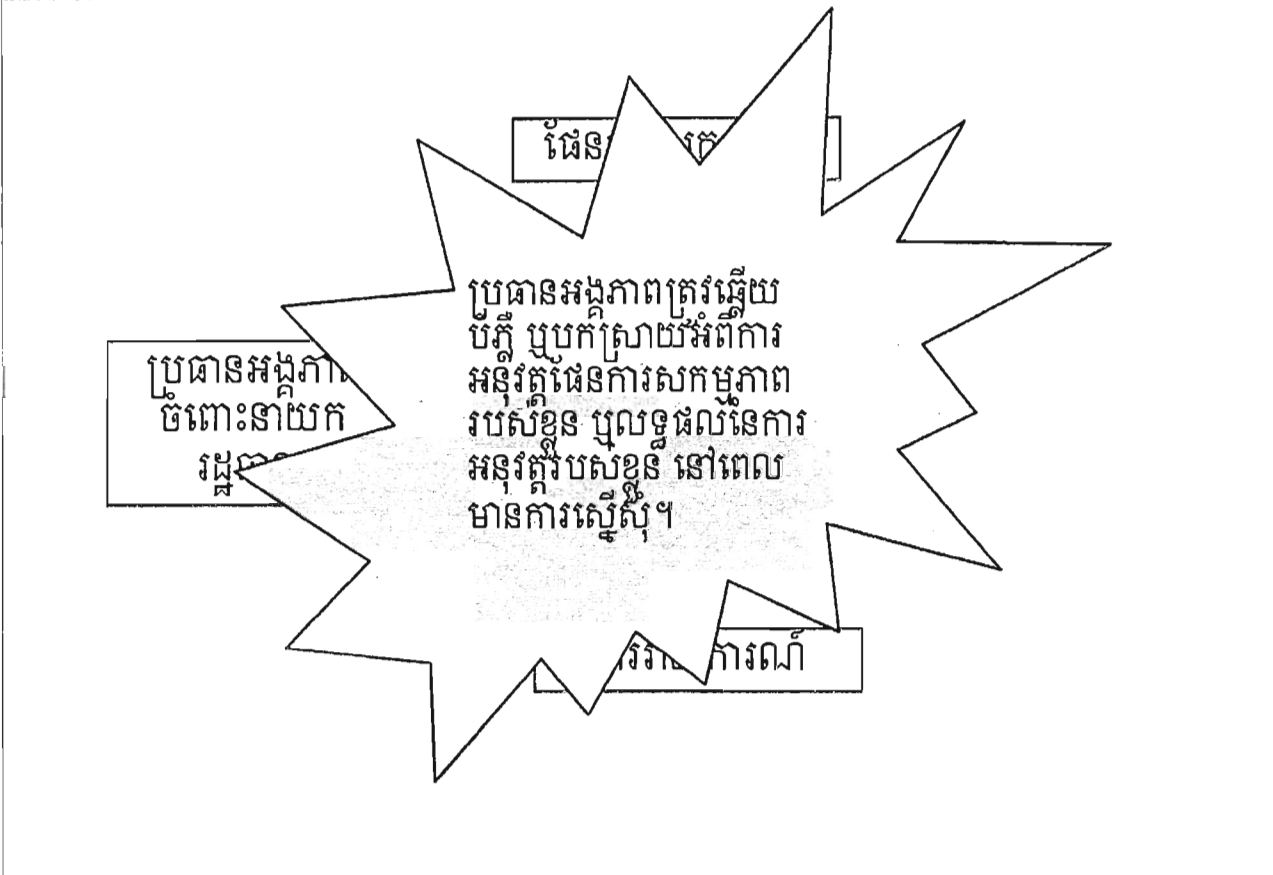 ផែន
ប្រធានអង្គភាពត្រូវឆ្លើយ
បំភ្លឺ ឬបកស្រាយអំពីការ
អនុវត្តផែនការសកម្មភាព
របស់ខ្លួន ឬលទ្ធផលនៃការ
អនុវត្តរបស់ខ្លួន នៅពេល
មានការស្នើសុំ។
ប្រធានអង្គភាព
ចំពោះនាយក